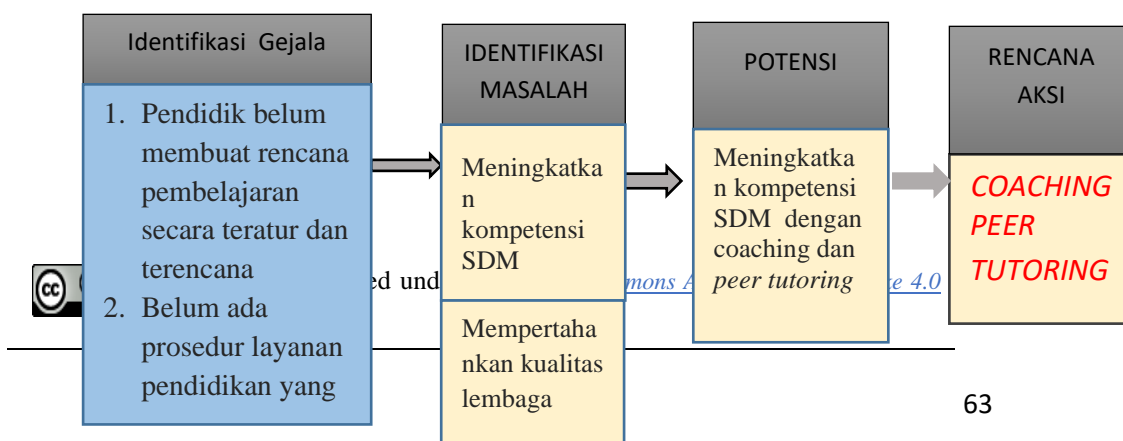 Identifikasi Gejala
1. Pendidik belum
membuat rencana
pembelajaran
secara teratur dan
terencana
2. Belum ada
prosedur layanan
pendidikan yang
IDENTIFIKASI
MASALAH
Meningkatka
n
kompetensi
SDM
Mempertaha
nkan kualitas
lembaga
POTENSI
Meningkatka
n kompetensi
SDM dengan
coaching dan
peer tutoring
RENCANA
AKSI
COACHING
PEER
TUTORING
cc
ed und
mons A
4.0
63